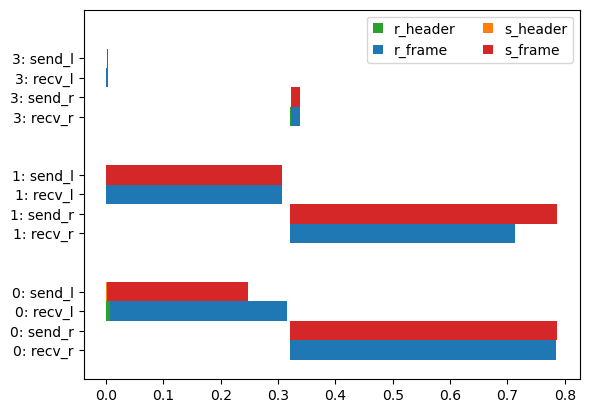 r_header s_header
r_frame s_frame
3: send_l
3: recv_l
3: send_r
3: recv_r
1: send_l
1: recv_l
1: send_r
1: recv_r
0: send_l
0: recv_l
0: send_r
0: recv_r
0.0 0.1 0.2 0.3 0.4 0.5 0.6 0.7 0.8